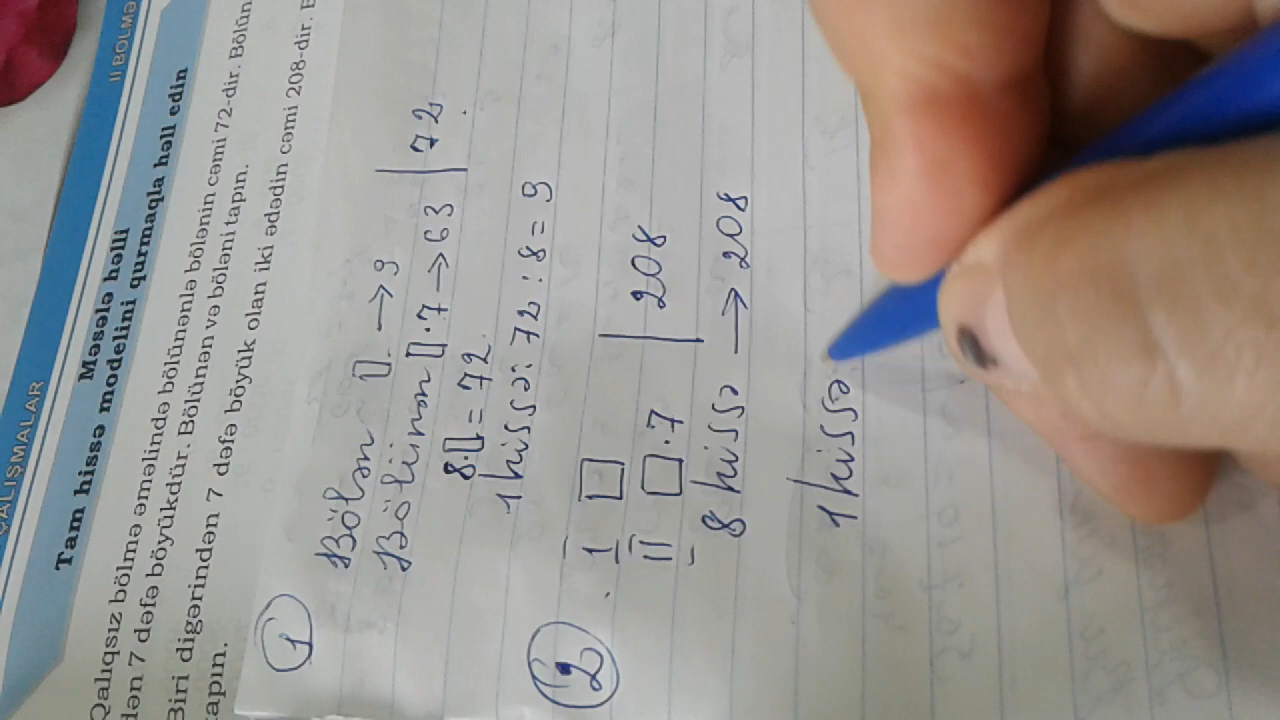 ÇALIŞMALAR
II BÖLMƏ
Məsələ həlli
Tam hissə modelini qurmaqla həll edin
Qalıqsız bölmə əməlində bölünənlə bölənin cəmi 72-dir. Bölün
dən 7 dəfə böyükdür. Bölünən və böləni tapın.
Biri digərindən 7 dəfə böyük olan iki ədədin cəmi 208-dir. B
tapın.
1
Bölən □ → 9
Bölünən □·7 → 63 | 72
8·□ = 72
1 hissə: 72 : 8 = 9
2
I □
II □·7 | 208
8 hissə → 208
1 hissə